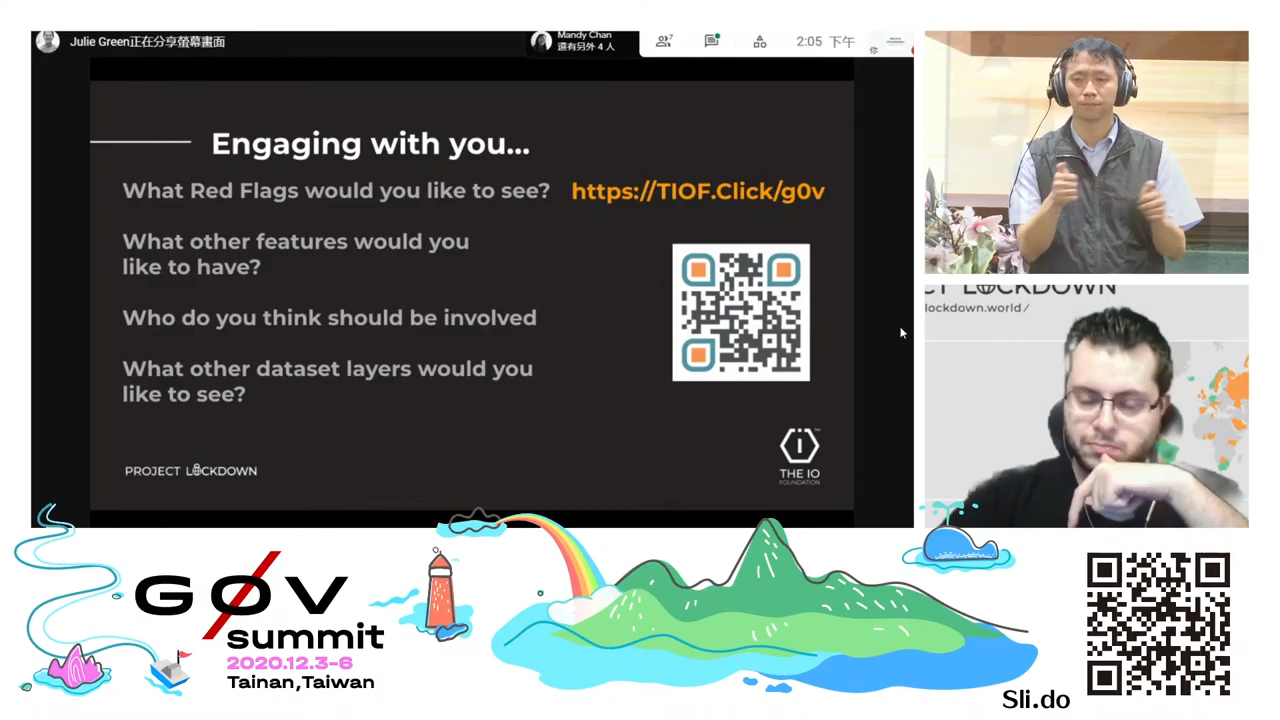 Julie Green正在分享螢幕畫面
Mandy Chan
還有另外 4 人
7
2:05 下午
你
Engaging with you...
What Red Flags would you like to see?
https://TIOF.Click/g0v
What other features would you
like to have?
Who do you think should be involved
What other dataset layers would you
like to see?
PROJECT LOCKDOWN
THE IO
FOUNDATION
CT LOCKDOWN
lockdown.world/
G0V
summit
2020.12.3-6
Tainan,Taiwan
Sli.do